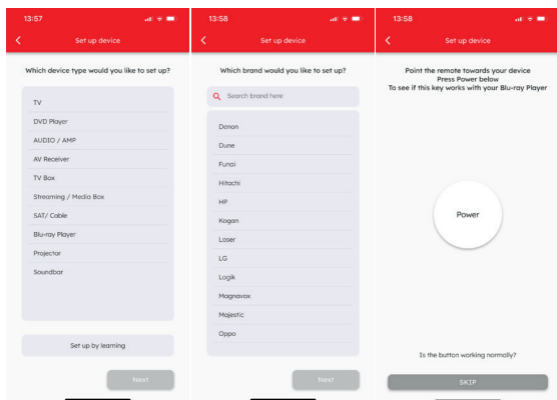 13:57
Set up device
Which device type would you like to set up?
TV
DVD Player
AUDIO / AMP
AV Receiver
TV Box
Streaming / Media Box
SAT/ Cable
Blu-ray Player
Projector
Soundbar
Set up by learning
Next
13:58
Set up device
Which brand would you like to set up?
Search brand here
Denon
Dune
Funai
Hitachi
HP
Kogan
Laser
LG
Logik
Magnavox
Majestic
Oppo
Next
13:58
Set up device
Point the remote towards your device
Press Power below
To see if this key works with your Blu-ray Player
Power
Is the button working normally?
SKIP